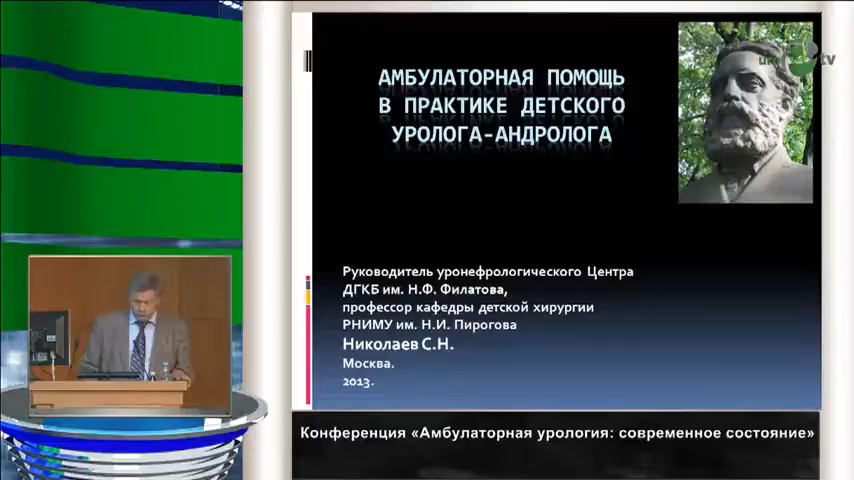 АМБУЛАТОРНАЯ ПОМОЩЬ
В ПРАКТИКЕ ДЕТСКОГО
УРОЛОГА-АНДРОЛОГА
Руководитель уронефрологического Центра
ДГКБ им. Н.Ф. Филатова,
профессор кафедры детской хирургии
РНИМУ им. Н.И. Пирогова
Николаев С.Н.
Москва.
2013.
Конференция «Амбулаторная урология: современное состояние»